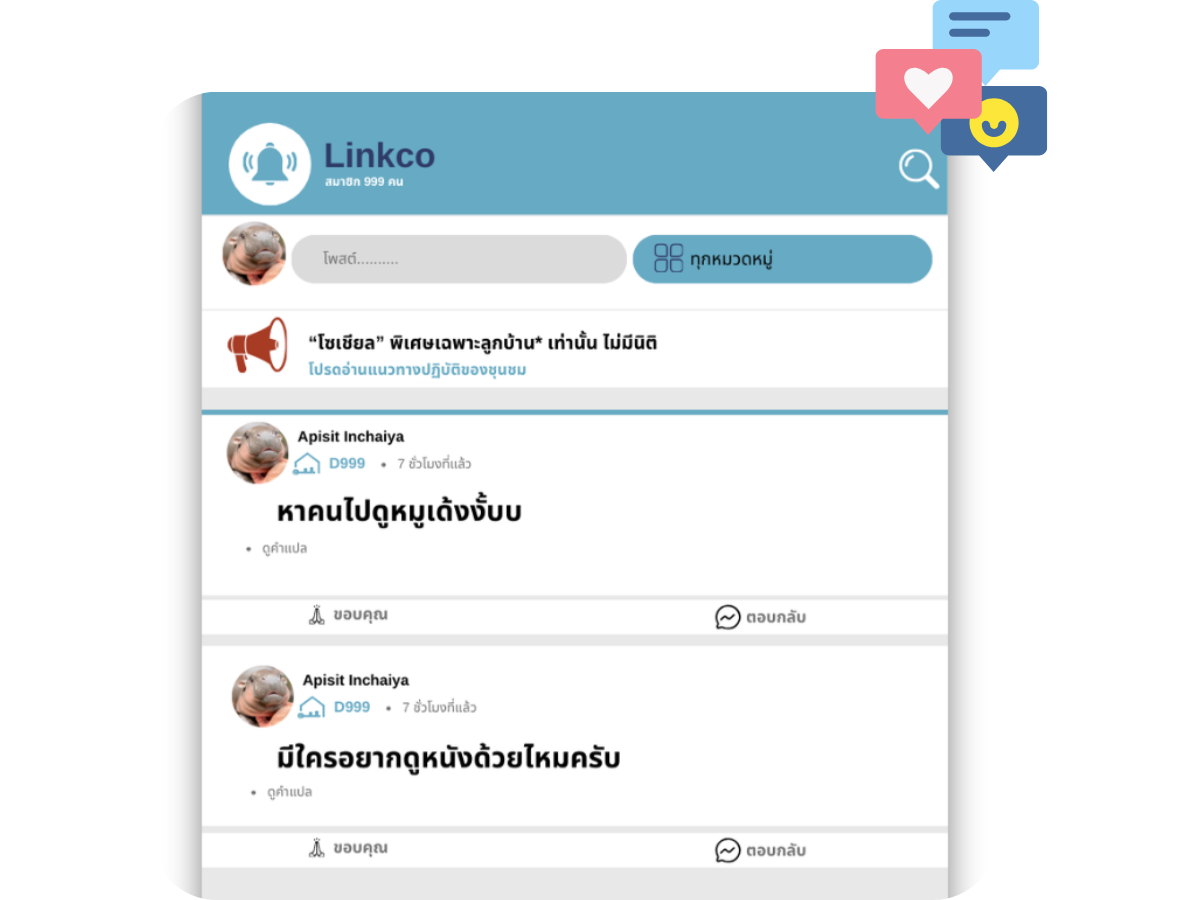 Linkco
สมาชิก 999 คน
โพสต์..........
ทุกหมวดหมู่
“โซเชียล” พิเศษเฉพาะลูกบ้าน* เท่านั้น ไม่มีนิติ
โปรดอ่านแนวทางปฏิบัติของชุนชม
Apisit Inchaiya
D999 • 7 ชั่วโมงที่แล้ว
หาคนไปดูหมูเด้งงั้บบ
• ดูคำแปล
ขอบคุณ
ตอบกลับ
Apisit Inchaiya
D999 • 7 ชั่วโมงที่แล้ว
มีใครอยากดูหนังด้วยไหมครับ
• ดูคำแปล
ขอบคุณ
ตอบกลับ